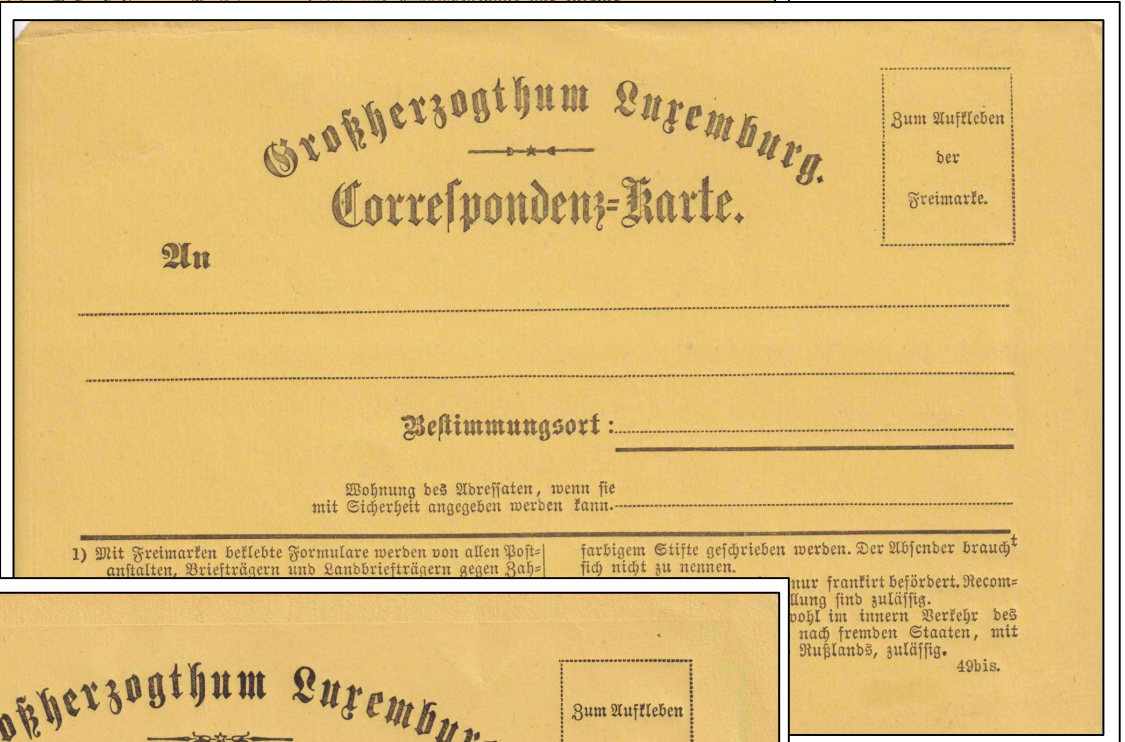 Großherzogthum Luxemburg.
Correspondenz=Karte.
Zum Aufkleben
der
Freimarke.
An
Bestimmungsort :
Wohnung des Adressaten, wenn sie
mit Sicherheit angegeben werden kann.
1) Mit Freimarken beklebte Formulare werden von allen Post=
anstalten, Briefträgern und Landbriefträgern gegen Zah=
farbigem Stifte geschrieben werden. Der Absender braucht
sich nicht zu nennen.
nur frankirt befördert. Recom=
llung sind zulässig.
wohl im innern Verkehr des
nach fremden Staaten, mit
Rußlands, zulässig.
49bis.
oßherzogthum Luxembur
Zum Aufkleben